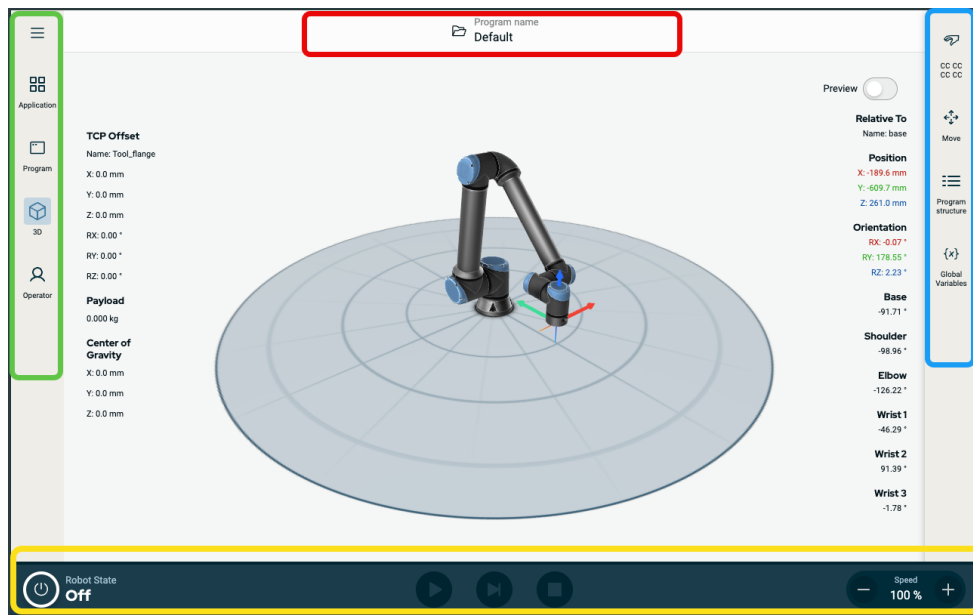 Program name
Default
Application
Program
3D
Operator
TCP Offset
Name: Tool_flange
X: 0.0 mm
Y: 0.0 mm
Z: 0.0 mm
RX: 0.00 °
RY: 0.00 °
RZ: 0.00 °
Payload
0.000 kg
Center of
Gravity
X: 0.0 mm
Y: 0.0 mm
Z: 0.0 mm
Preview
Relative To
Name: base
Position
X: -189.6 mm
Y: -609.7 mm
Z: 261.0 mm
Orientation
RX: -0.07 °
RY: 178.55 °
RZ: 2.23 °
Base
-91.71 °
Shoulder
-98.96 °
Elbow
-126.22 °
Wrist 1
-46.29 °
Wrist 2
91.39 °
Wrist 3
-1.78 °
CC CC
CC CC
Move
Program
structure
{x}
Global
Variables
Robot State
Off
Speed
100 %